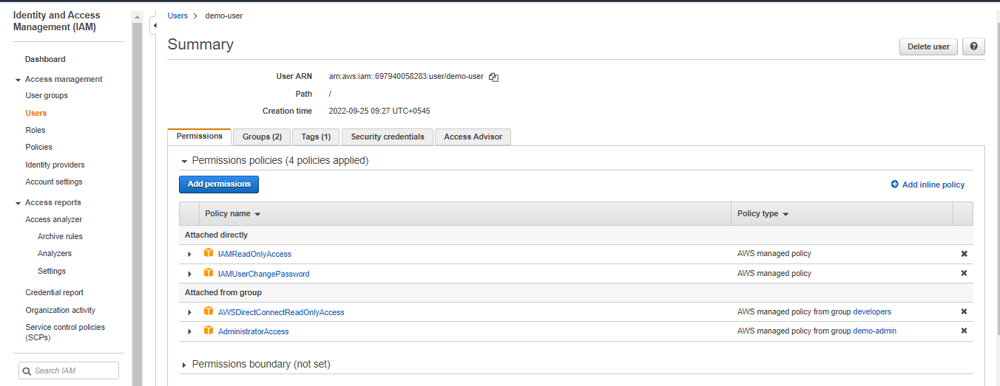 Identity and Access
Management (IAM)
Dashboard
Access management
User groups
Users
Roles
Policies
Identity providers
Account settings
Access reports
Access analyzer
Archive rules
Analyzers
Settings
Credential report
Organization activity
Service control policies
(SCPs)
Search IAM
Users > demo-user
Summary
Delete user
?
User ARN arn:aws:iam::697940058283:user/demo-user
Path /
Creation time 2022-09-25 09:27 UTC+0545
Permissions Groups (2) Tags (1) Security credentials Access Advisor
Permissions policies (4 policies applied)
Add permissions
Add inline policy
Policy name Policy type
Attached directly
IAMReadOnlyAccess AWS managed policy
IAMUserChangePassword AWS managed policy
Attached from group
AWSDirectConnectReadOnlyAccess AWS managed policy from group developers
AdministratorAccess AWS managed policy from group demo-admin
Permissions boundary (not set)